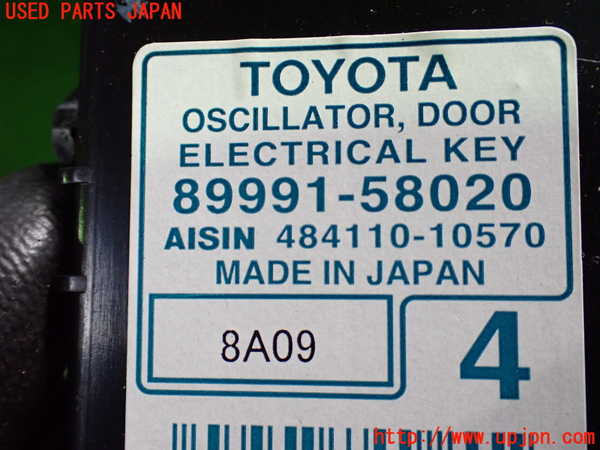 USED PARTS JAPAN
TOYOTA
OSCILLATOR, DOOR
ELECTRICAL KEY
89991-58020
AISIN 484110-10570
MADE IN JAPAN
8A09
4
http://www.upjpn.com